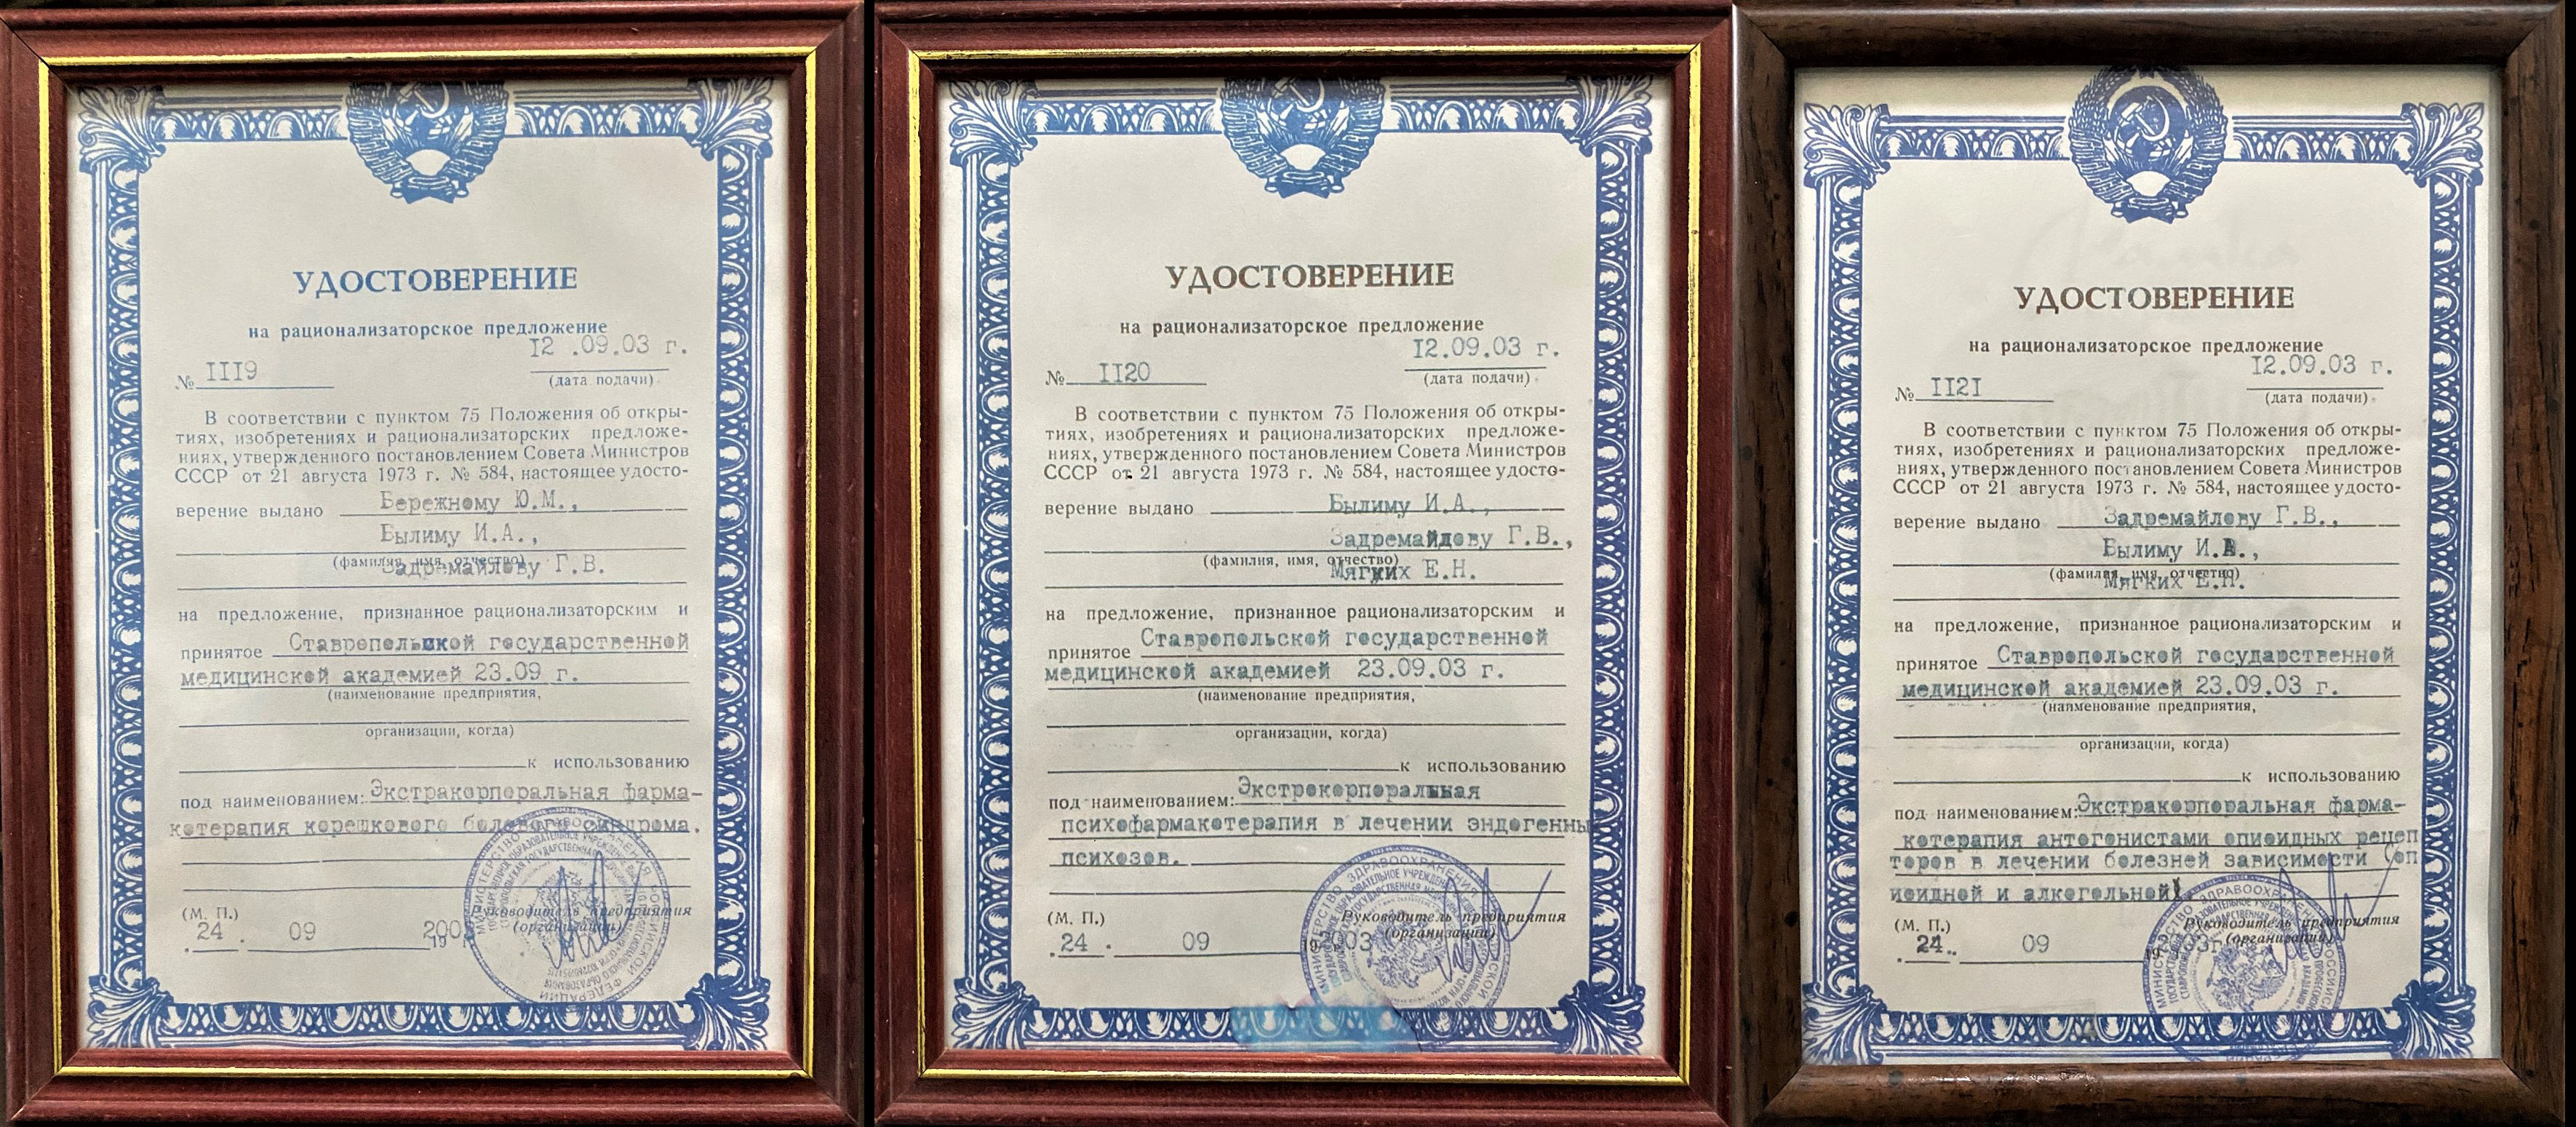 УДОСТОВЕРЕНИЕ
на рационализаторское предложение
12 .09.03 г.
№ III9
(дата подачи)
В соответствии с пунктом 75 Положения об откры-
тиях, изобретениях и рационализаторских предложе-
ниях, утвержденного постановлением Совета Министров
СССР от 21 августа 1973 г. № 584, настоящее удосто-
верение выдано Бережному Ю.М.,
Былиму И.А.,
(фамилия, имя, отчество)
Задремайлову Г.В.
на предложение, признанное рационализаторским и
принятое Ставропольской государственной
медицинской академией 23.09 г.
(наименование предприятия,
организации, когда)
к использованию
под наименованием: Экстракорпоральная фарма-
котерапия корешкового болевого синдрома.
(М. П.)
Руководитель предприятия
(организации)
24 . 09 200
УДОСТОВЕРЕНИЕ
на рационализаторское предложение
I2.09.03 г.
№ II20
(дата подачи)
В соответствии с пунктом 75 Положения об откры-
тиях, изобретениях и рационализаторских предложе-
ниях, утвержденного постановлением Совета Министров
СССР от 21 августа 1973 г. № 584, настоящее удосто-
верение выдано Былиму И.А.,
Задремайлову Г.В.,
(фамилия, имя, отчество)
Мягких Е.Н.
на предложение, признанное рационализаторским и
принятое Ставропольской государственной
медицинской академией 23.09.03 г.
(наименование предприятия,
организации, когда)
к использованию
под наименованием: Экстрокорпоральная
психофармакотерапия в лечении эндогенны
психозов.
(М. П.)
Руководитель предприятия
(организации)
24 . 09 2003
МИНИСТЕРСТВО ЗДРАВООХРАНЕНИЯ
УДОСТОВЕРЕНИЕ
на рационализаторское предложение
I2.09.03 г.
№ II2I
(дата подачи)
В соответствии с пунктом 75 Положения об откры-
тиях, изобретениях и рационализаторских предложе-
ниях, утвержденного постановлением Совета Министров
СССР от 21 августа 1973 г. № 584, настоящее удосто-
верение выдано Задремайлову Г.В.,
Былиму И.А.,
(фамилия, имя, отчество)
Мягких Е.Н.
на предложение, признанное рационализаторским и
принятое Ставропольской государственной
медицинской академией 23.09.03 г.
(наименование предприятия,
организации, когда)
к использованию
под наименованием: Экстракорпоральная фарма-
котерапия антогонистами опиоидных рецеп
торов в лечении болезней зависимости (оп
иоидной и алкогольной)
(М. П.)
Руководитель предприятия
(организации)
24. . 09